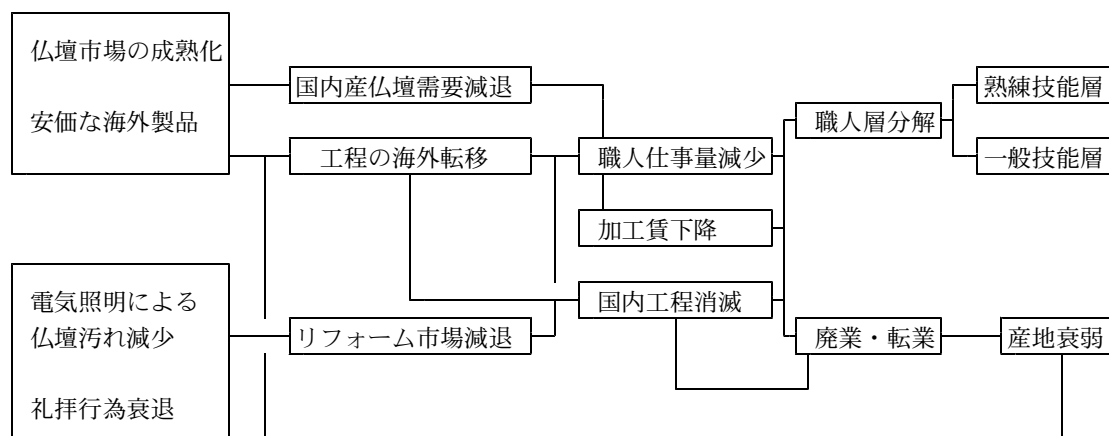 仏壇市場の成熟化
安価な海外製品
国内産仏壇需要減退
工程の海外転移
職人仕事量減少
加工賃下降
職人層分解
熟練技能層
一般技能層
電気照明による
仏壇汚れ減少
礼拝行為衰退
リフォーム市場減退
国内工程消滅
廃業・転業
産地衰弱